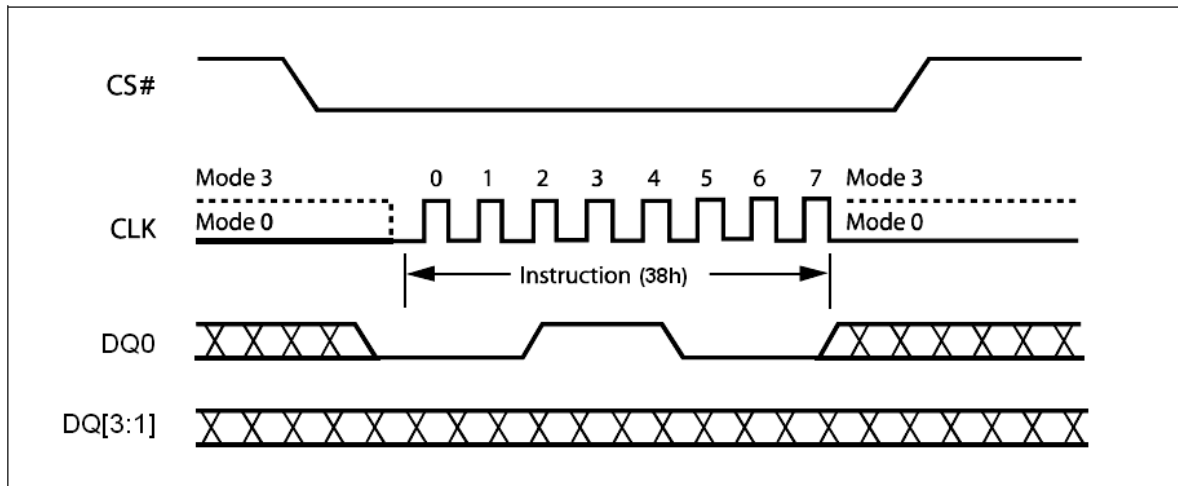 CS#
Mode 3 0 1 2 3 4 5 6 7 Mode 3
CLK Mode 0 Mode 0
Instruction (38h)
DQ0
DQ[3:1]